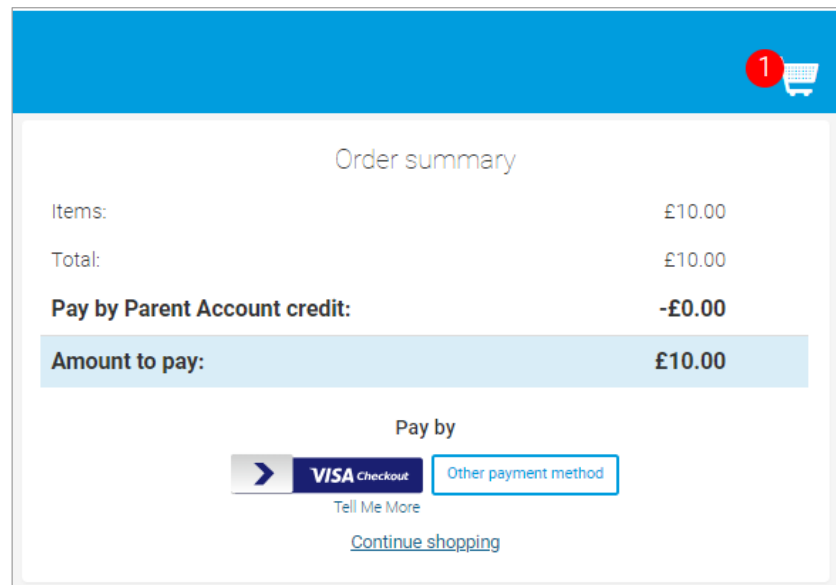 1
Order summary
Items: £10.00
Total: £10.00
Pay by Parent Account credit: -£0.00
Amount to pay: £10.00
Pay by
VISA Checkout Other payment method
Tell Me More
Continue shopping